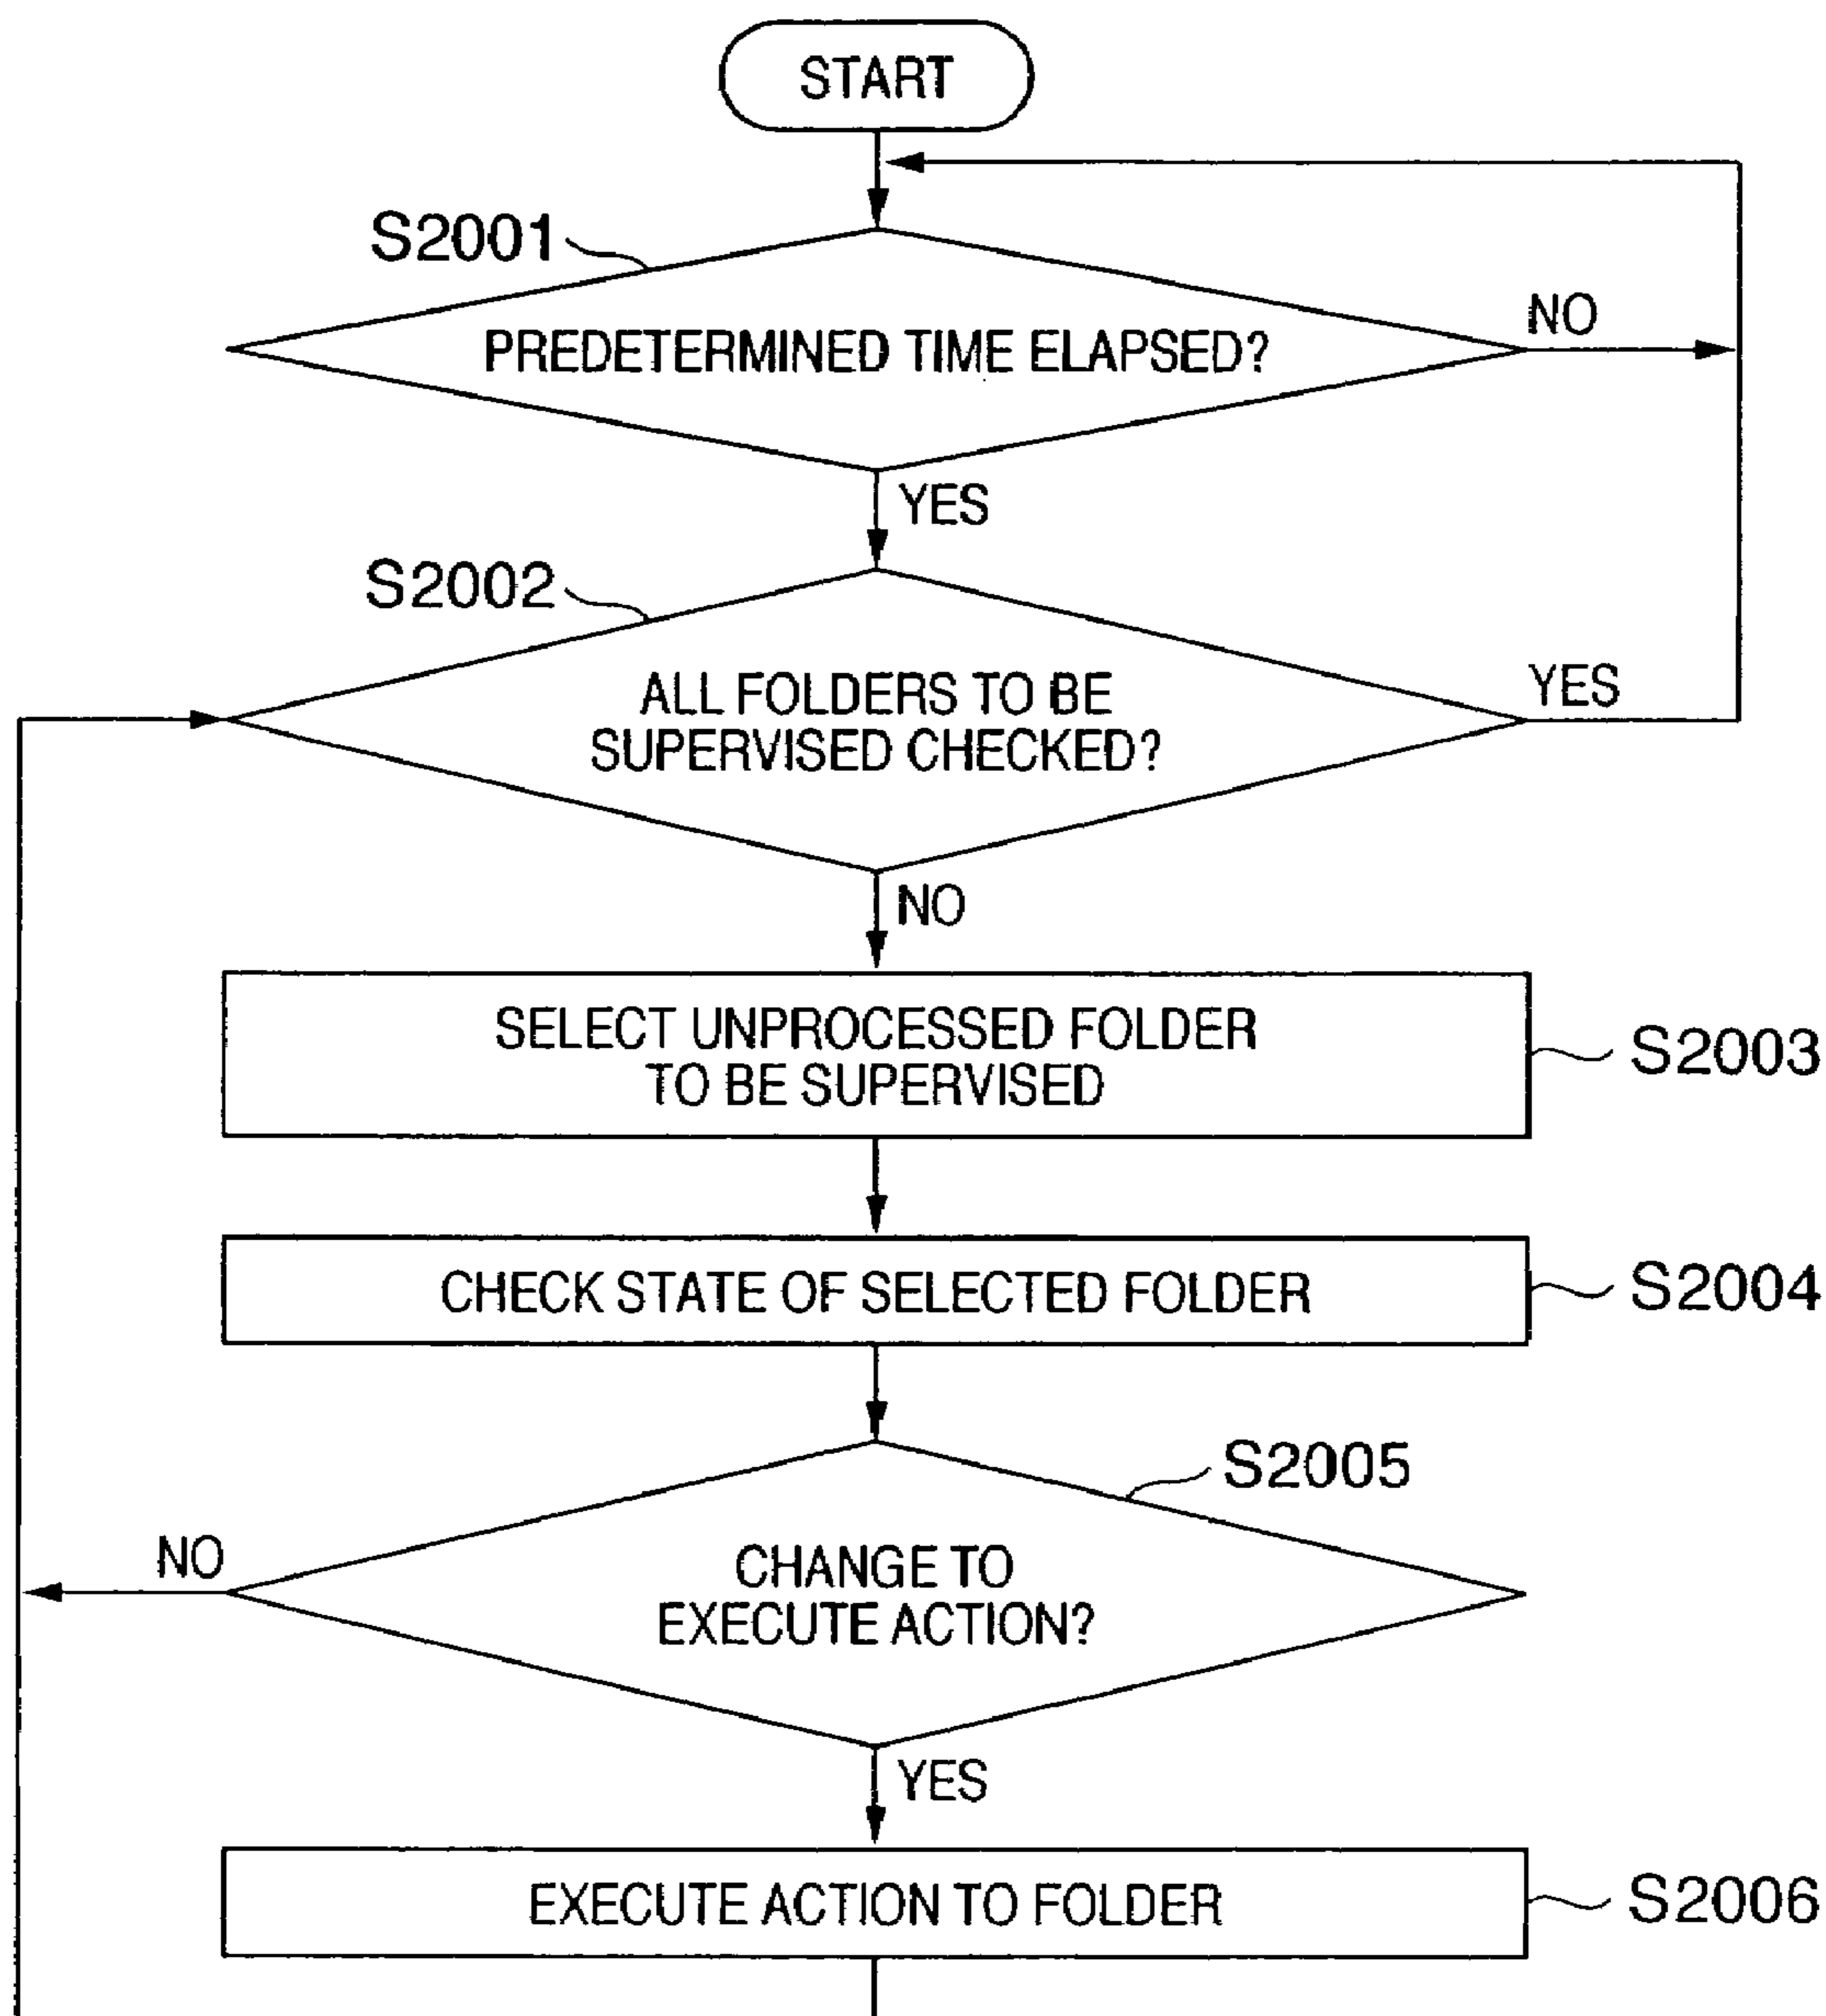 START
S2001
PREDETERMINED TIME ELAPSED?
NO
YES
S2002
ALL FOLDERS TO BE
SUPERVISED CHECKED?
YES
NO
SELECT UNPROCESSED FOLDER
TO BE SUPERVISED
S2003
CHECK STATE OF SELECTED FOLDER
S2004
S2005
CHANGE TO
EXECUTE ACTION?
NO
YES
EXECUTE ACTION TO FOLDER
S2006